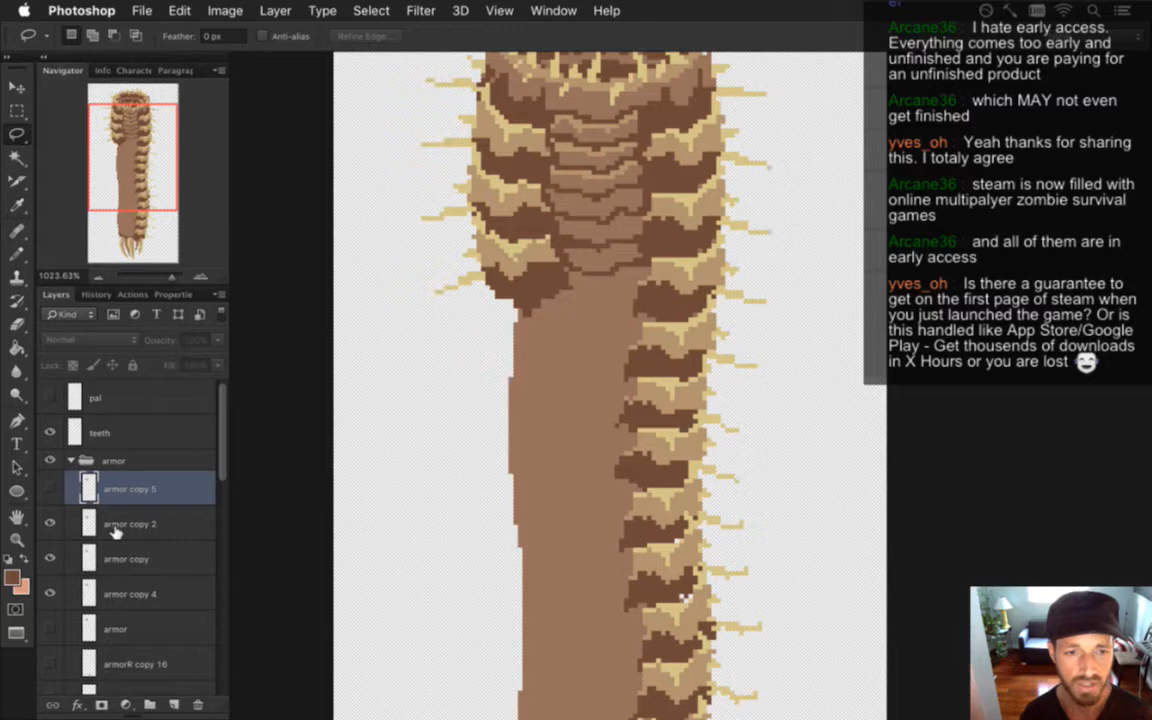 Photoshop File Edit Image Layer Type Select Filter 3D View Window Help
Feather: 0 px Anti-alias Refine Edge...
Navigator Info Characte Paragra
1023.63%
Layers History Actions Propertie
Kind
Normal Opacity: 100%
Lock: Fill:
pal
teeth
armor
armor copy 5
armor copy 2
armor copy
armor copy 4
armor
armorR copy 16
Arcane36 : I hate early access.
Everything comes too early and
unfinished and you are paying for
an unfinished product
Arcane36 : which MAY not even
get finished
yves_oh : Yeah thanks for sharing
this. I totaly agree
Arcane36 : steam is now filled with
online multipalyer zombie survival
games
Arcane36 : and all of them are in
early access
yves_oh : Is there a guarantee to
get on the first page of steam when
you just launched the game? Or is
this handled like App Store/Google
Play - Get thousends of downloads
in X Hours or you are lost